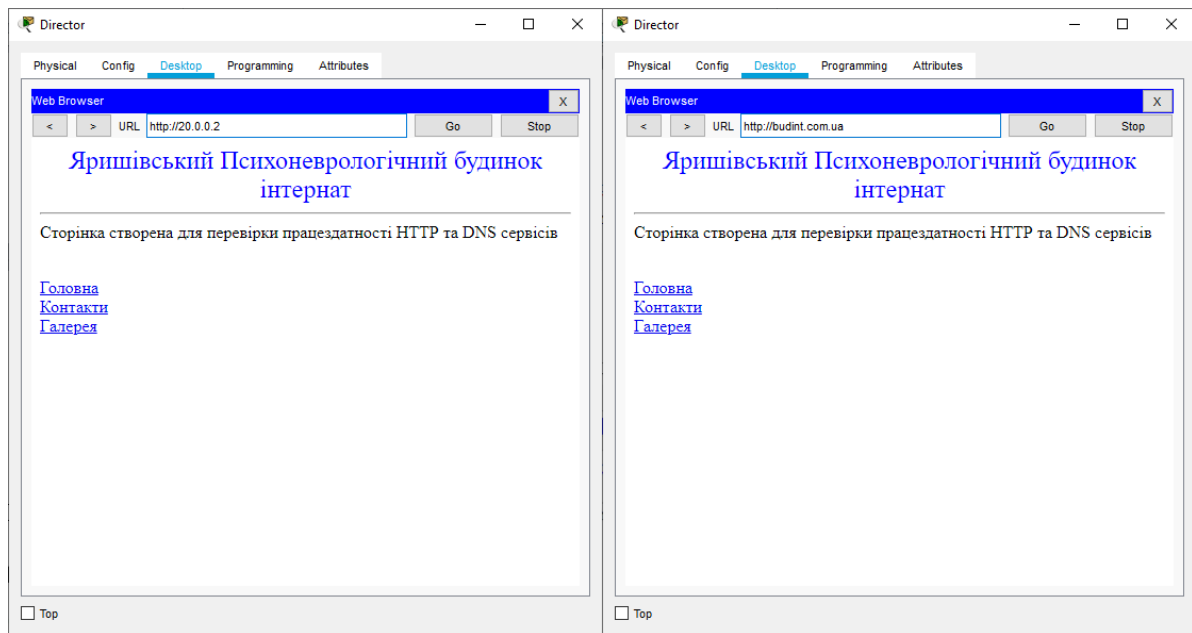 Director
Physical Config Desktop Programming Attributes
Web Browser X
< > URL http://20.0.0.2 Go Stop
Яришівський Психоневрологічний будинок
інтернат
Сторінка створена для перевірки працездатності HTTP та DNS сервісів
Головна
Контакти
Галерея
Top
Director
Physical Config Desktop Programming Attributes
Web Browser X
< > URL http://budint.com.ua Go Stop
Яришівський Психоневрологічний будинок
інтернат
Сторінка створена для перевірки працездатності HTTP та DNS сервісів
Головна
Контакти
Галерея
Top